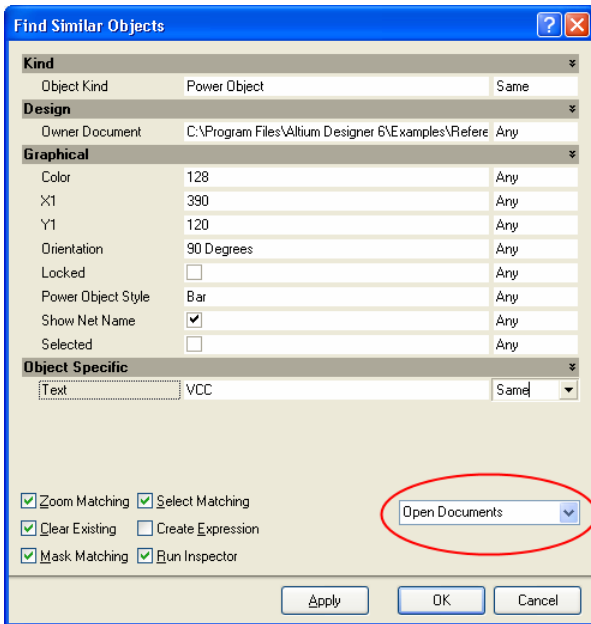 Find Similar Objects
Kind
Object Kind Power Object Same
Design
Owner Document C:\Program Files\Altium Designer 6\Examples\Refere Any
Graphical
Color 128 Any
X1 390 Any
Y1 120 Any
Orientation 90 Degrees Any
Locked Any
Power Object Style Bar Any
Show Net Name Any
Selected Any
Object Specific
Text VCC Same
Zoom Matching Select Matching
Open Documents
Clear Existing Create Expression
Mask Matching Run Inspector
Apply OK Cancel